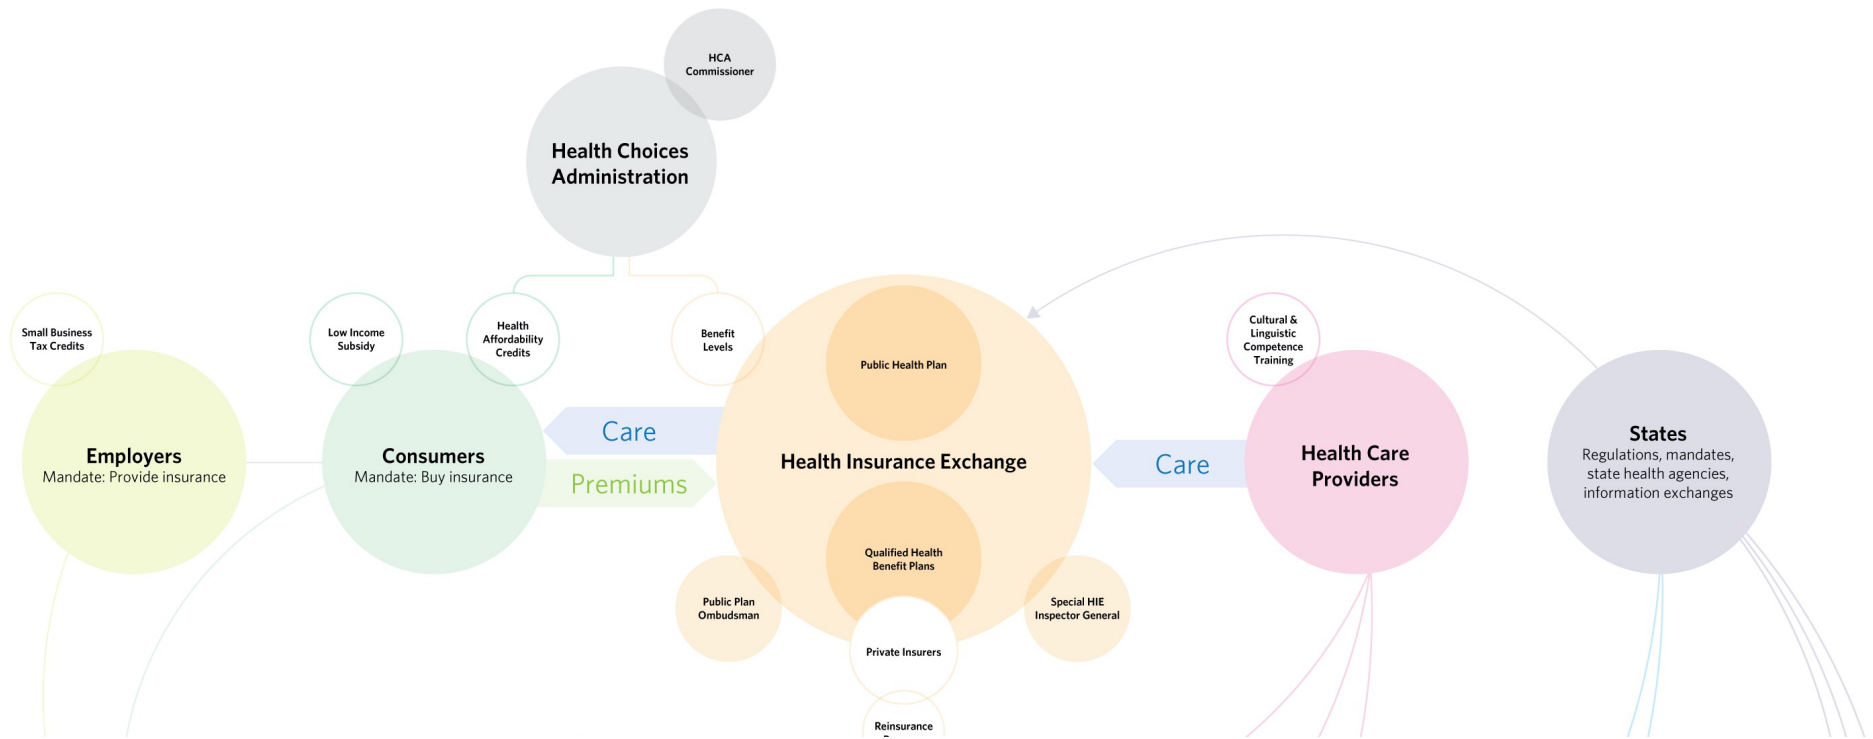 HCA
Commissioner
Health Choices
Administration
Small Business
Tax Credits
Low Income
Subsidy
Health
Affordability
Credits
Benefit
Levels
Public Health Plan
Cultural &
Linguistic
Competence
Training
Employers
Mandate: Provide insurance
Consumers
Mandate: Buy insurance
Care
Premiums
Health Insurance Exchange
Care
Health Care
Providers
States
Regulations, mandates,
state health agencies,
information exchanges
Qualified Health
Benefit Plans
Public Plan
Ombudsman
Special HIE
Inspector General
Private Insurers
Reinsurance